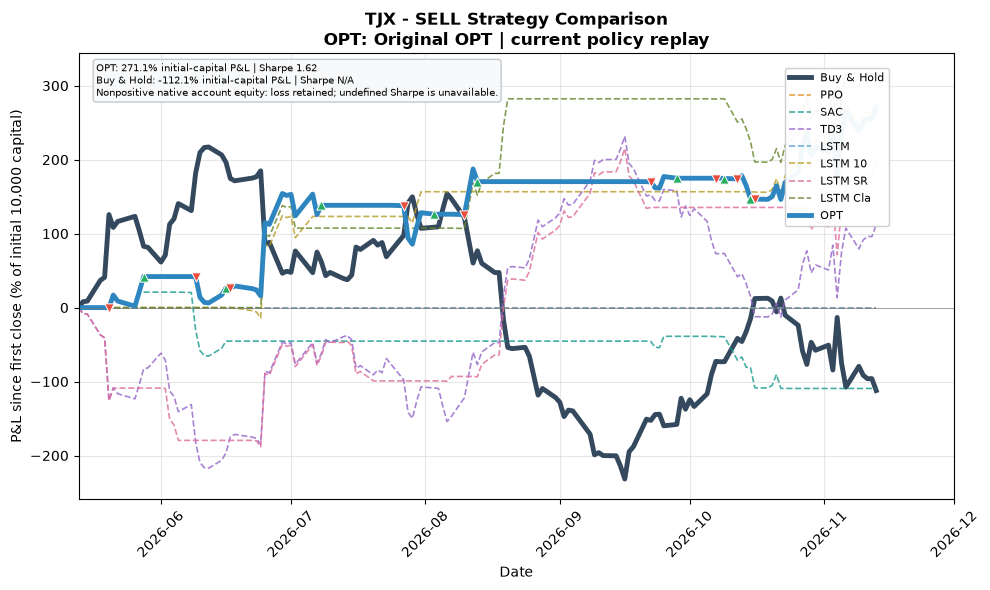 TJX - SELL Strategy Comparison
OPT: Original OPT | current policy replay
OPT: 271.1% initial-capital P&L | Sharpe 1.62
Buy & Hold: -112.1% initial-capital P&L | Sharpe N/A
Nonpositive native account equity: loss retained; undefined Sharpe is unavailable.
Buy & Hold
PPO
SAC
TD3
LSTM
LSTM 10
LSTM SR
LSTM Cla
OPT
P&L since first close (% of initial 10,000 capital)
300
200
100
0
−100
−200
2026-06
2026-07
2026-08
2026-09
2026-10
2026-11
2026-12
Date